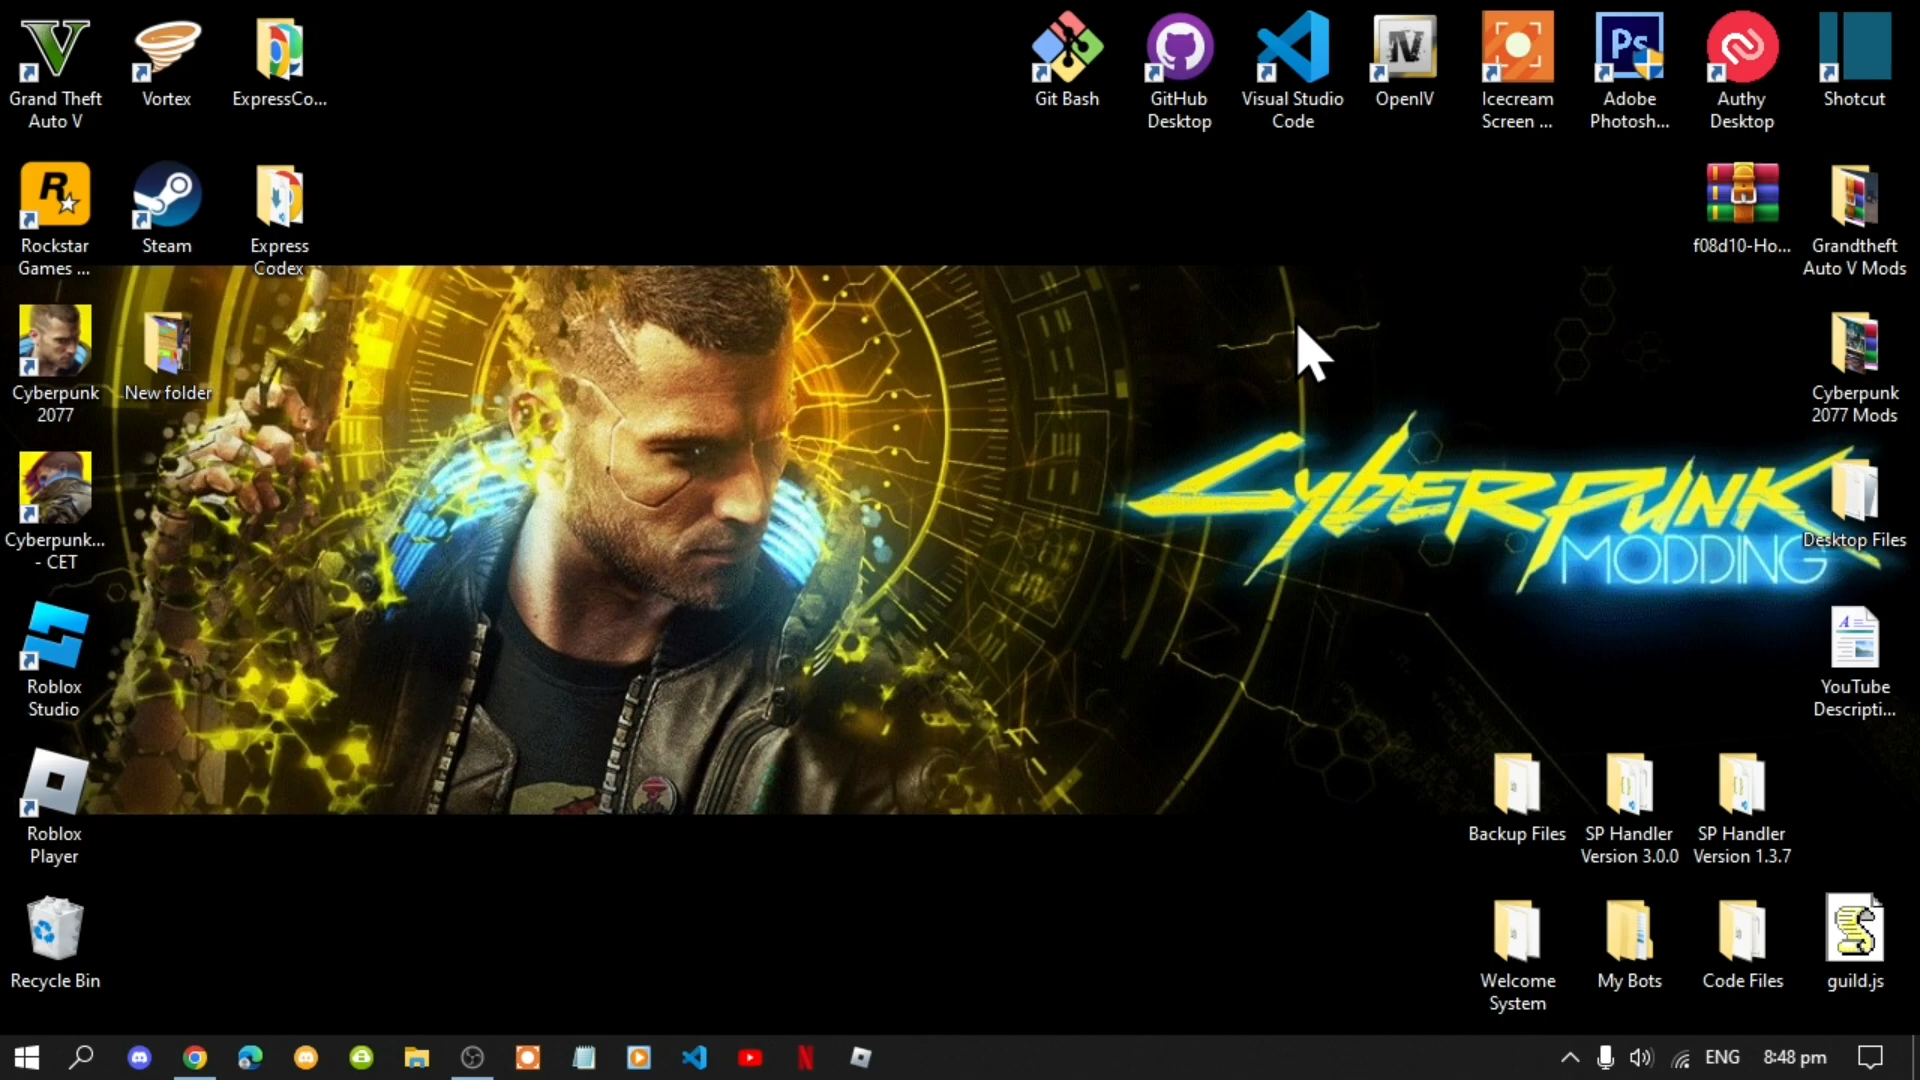 Grand Theft
Auto V
Vortex
ExpressCo...
Git Bash
GitHub
Desktop
Visual Studio
Code
OpenIV
IV
Icecream
Screen ...
Ps
Adobe
Photosh...
Authy
Desktop
Shotcut
R
Rockstar
Games ...
Steam
Express
Codex
f08d10-Ho...
Grandtheft
Auto V Mods
Cyberpunk
2077
New folder
Cyberpunk
2077 Mods
Cyberpunk...
- CET
CYBERPUNK
MODDING
Desktop Files
Roblox
Studio
YouTube
Descripti...
Roblox
Player
Backup Files
SP Handler
Version 3.0.0
SP Handler
Version 1.3.7
Recycle Bin
Welcome
System
My Bots
Code Files
guild.js
ENG
8:48 pm